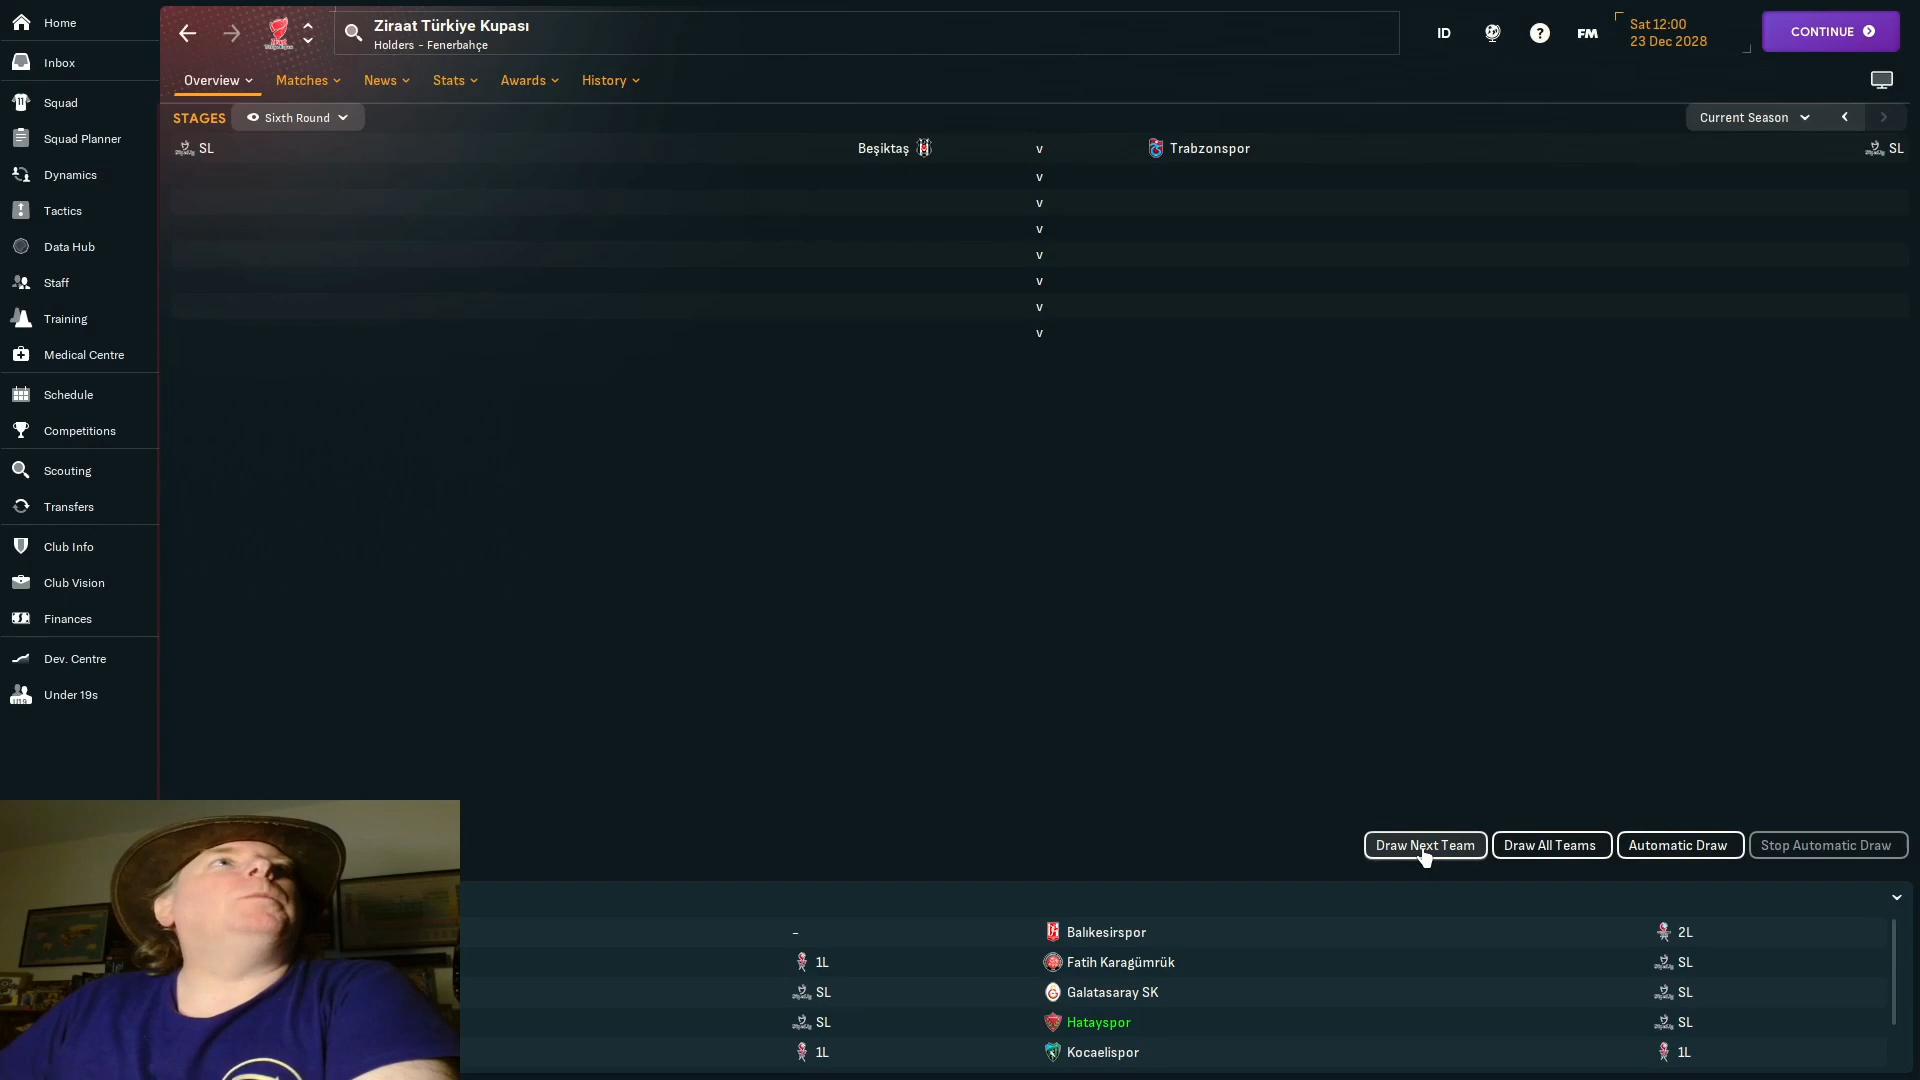 Home
Inbox
Squad
Squad Planner
Dynamics
Tactics
Data Hub
Staff
Training
Medical Centre
Schedule
Competitions
Scouting
Transfers
Club Info
Club Vision
Finances
Dev. Centre
Under 19s
Ziraat Türkiye Kupası
Holders - Fenerbahçe
ID
FM
Sat 12:00
23 Dec 2028
CONTINUE
Overview
Matches
News
Stats
Awards
History
STAGES
Sixth Round
Current Season
SL Beşiktaş v Trabzonspor SL
v
v
v
v
v
v
v
Draw Next Team
Draw All Teams
Automatic Draw
Stop Automatic Draw
- Balıkesirspor 2L
1L Fatih Karagümrük SL
SL Galatasaray SK SL
SL Hatayspor SL
1L Kocaelispor 1L